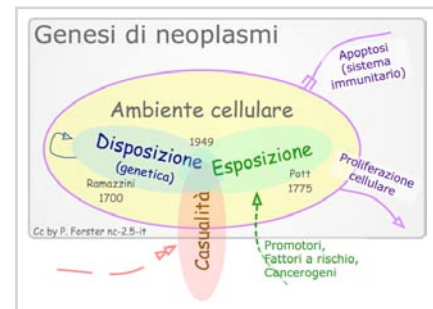 Genesi di neoplasmi
Apoptosi
(sistema
immunitario)
Ambiente cellulare
1949
Disposizione
(genetica)
Esposizione
Ramazzini
1700
Pott
1775
Proliferazione
cellulare
Casualità
Cc by P. Forster nc-2.5-it
Promotori,
Fattori a rischio,
Cancerogeni